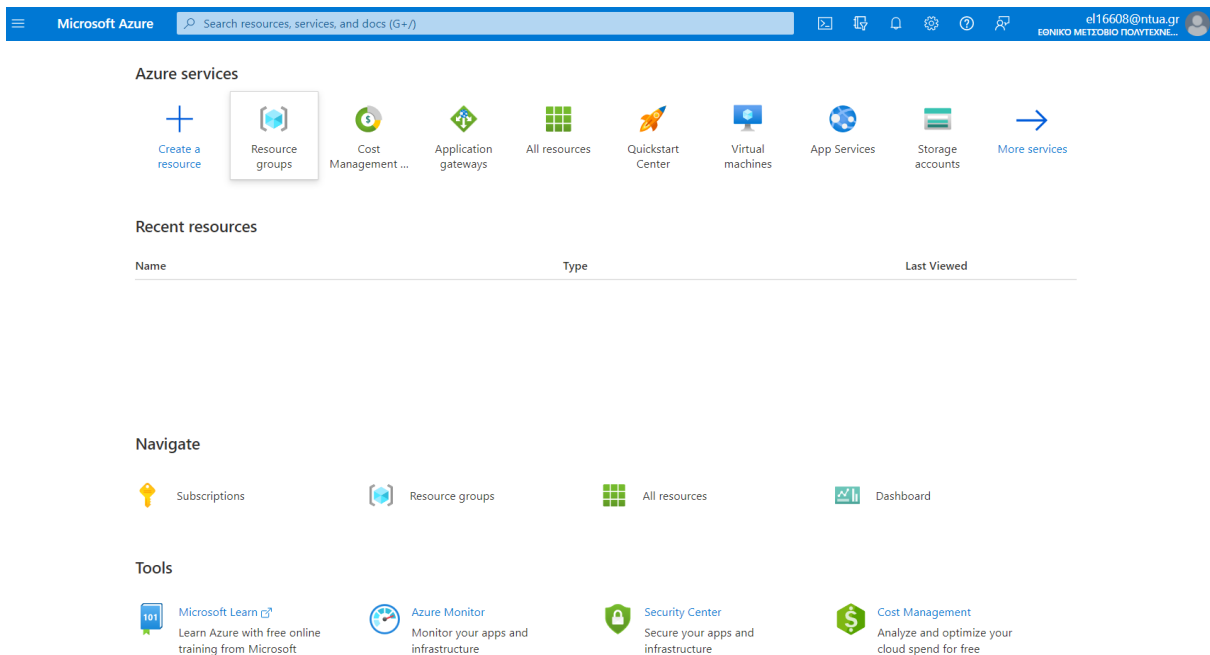 Microsoft Azure
Search resources, services, and docs (G+/)
el16608@ntua.gr
ΕΘΝΙΚΟ ΜΕΤΣΟΒΙΟ ΠΟΛΥΤΕΧΝΕ...
Azure services
Create a resource
Resource groups
Cost Management ...
Application gateways
All resources
Quickstart Center
Virtual machines
App Services
Storage accounts
More services
Recent resources
Name Type Last Viewed
Navigate
Subscriptions Resource groups All resources Dashboard
Tools
101
Microsoft Learn
Learn Azure with free online
training from Microsoft
Azure Monitor
Monitor your apps and
infrastructure
Security Center
Secure your apps and
infrastructure
Cost Management
Analyze and optimize your
cloud spend for free